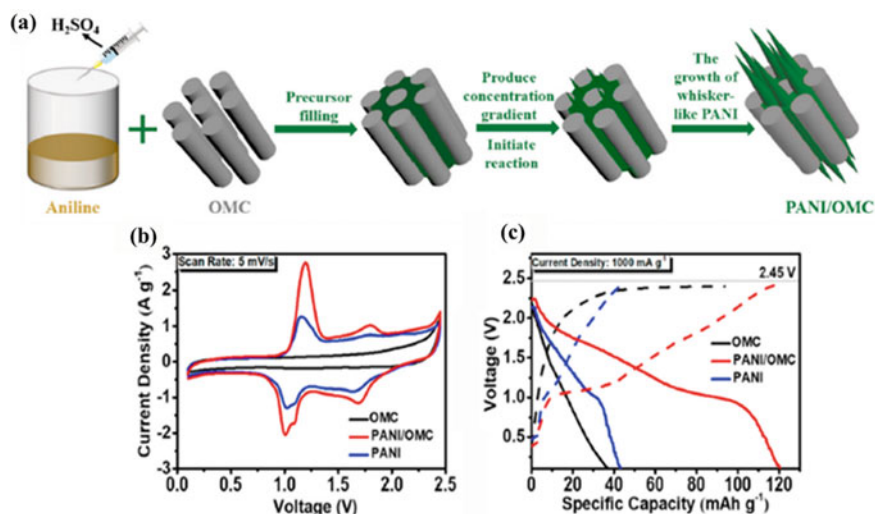 (a)
H₂SO₄
Aniline
OMC
Precursor
filling
Produce
concentration
gradient
Initiate
reaction
The
growth of
whisker-
like PANI
PANI/OMC
(b)
Scan Rate: 5 mV/s
Current Density (A g⁻¹)
3
2
1
0
-1
-2
-3
OMC
PANI/OMC
PANI
0.0 0.5 1.0 1.5 2.0 2.5
Voltage (V)
(c)
Current Density: 1000 mA g⁻¹
2.45 V
Voltage (V)
2.5
2.0
1.5
1.0
0.5
OMC
PANI/OMC
PANI
0 20 40 60 80 100 120
Specific Capacity (mAh g⁻¹)